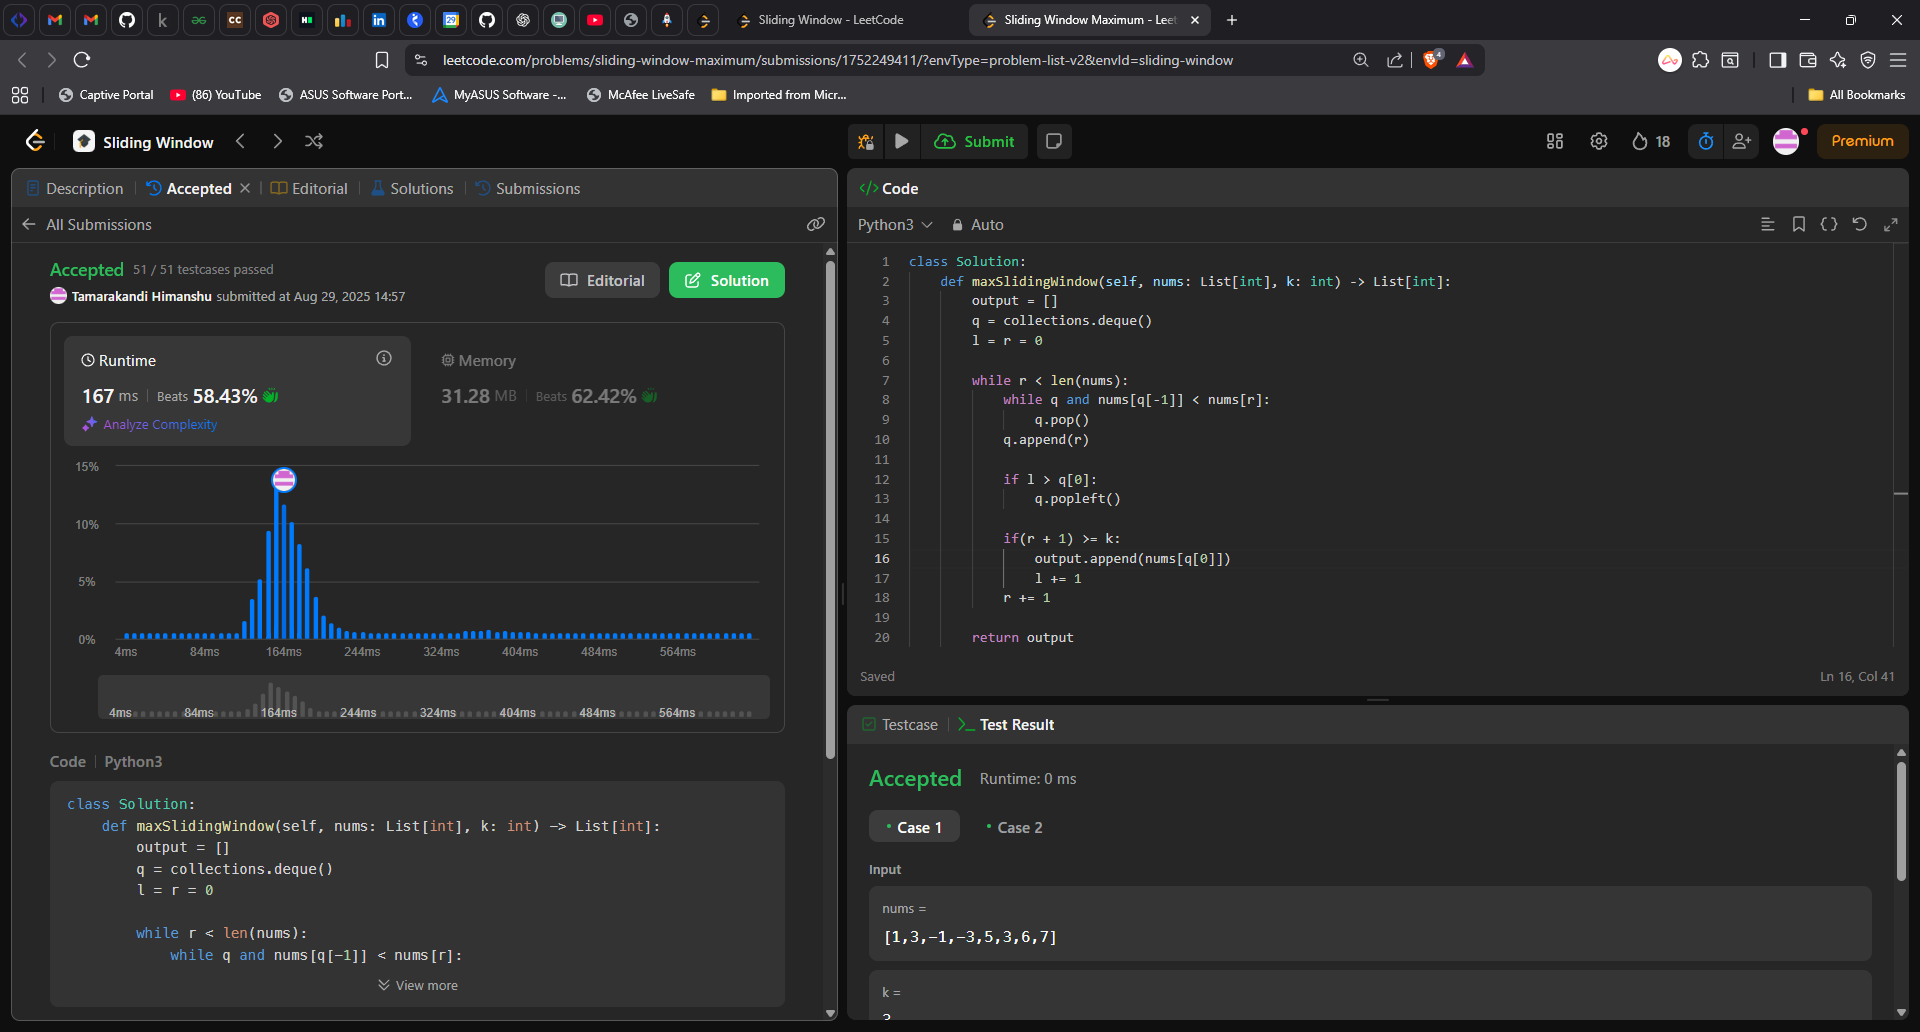 Sliding Window - LeetCode
Sliding Window Maximum - Leet
leetcode.com/problems/sliding-window-maximum/submissions/1752249411/?envType=problem-list-v2&envId=sliding-window
4
Captive Portal
(86) YouTube
ASUS Software Port...
MyASUS Software -...
McAfee LiveSafe
Imported from Micr...
All Bookmarks
Sliding Window
Submit
18
Premium
Description
Accepted
Editorial
Solutions
Submissions
All Submissions
Accepted 51 / 51 testcases passed
Tamarakandi Himanshu submitted at Aug 29, 2025 14:57
Editorial
Solution
Runtime
167 ms | Beats 58.43%
Analyze Complexity
Memory
31.28 MB | Beats 62.42%
15%
10%
5%
0%
4ms 84ms 164ms 244ms 324ms 404ms 484ms 564ms
4ms 84ms 164ms 244ms 324ms 404ms 484ms 564ms
Code | Python3
class Solution:
    def maxSlidingWindow(self, nums: List[int], k: int) -> List[int]:
        output = []
        q = collections.deque()
        l = r = 0
        while r < len(nums):
            while q and nums[q[-1]] < nums[r]:
View more
</> Code
Python3
Auto
1 class Solution:
2     def maxSlidingWindow(self, nums: List[int], k: int) -> List[int]:
3         output = []
4         q = collections.deque()
5         l = r = 0
6
7         while r < len(nums):
8             while q and nums[q[-1]] < nums[r]:
9                 q.pop()
10             q.append(r)
11
12             if l > q[0]:
13                 q.popleft()
14
15             if(r + 1) >= k:
16                 output.append(nums[q[0]])
17                 l += 1
18             r += 1
19
20         return output
Saved
Ln 16, Col 41
Testcase
Test Result
Accepted Runtime: 0 ms
Case 1
Case 2
Input
nums =
[1,3,-1,-3,5,3,6,7]
k =